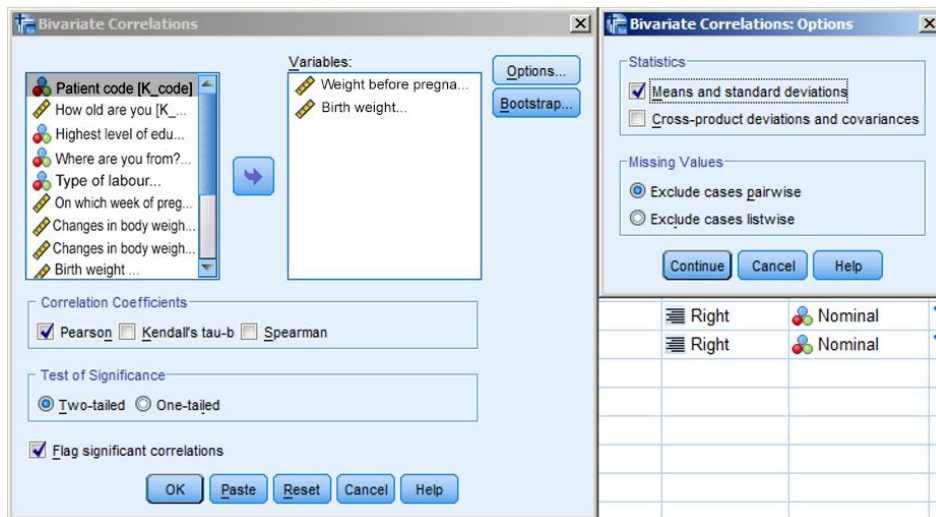 Bivariate Correlations
Variables:
Patient code [K_code]
How old are you [K_...
Highest level of edu...
Where are you from?...
Type of labour...
On which week of preg...
Changes in body weigh...
Changes in body weigh...
Birth weight ...
Weight before pregna...
Birth weight...
Options...
Bootstrap...
Correlation Coefficients
Pearson Kendall's tau-b Spearman
Test of Significance
Two-tailed One-tailed
Flag significant correlations
OK Paste Reset Cancel Help
Bivariate Correlations: Options
Statistics
Means and standard deviations
Cross-product deviations and covariances
Missing Values
Exclude cases pairwise
Exclude cases listwise
Continue Cancel Help
Right Nominal
Right Nominal